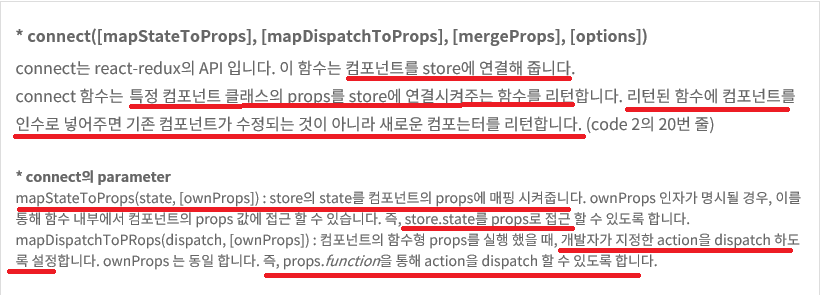 * connect([mapStateToProps], [mapDispatchToProps], [mergeProps], [options])
connect는 react-redux의 API 입니다. 이 함수는 컴포넌트를 store에 연결해 줍니다.
connect 함수는 특정 컴포넌트 클래스의 props를 store에 연결시켜주는 함수를 리턴합니다. 리턴된 함수에 컴포넌트를
인수로 넣어주면 기존 컴포넌트가 수정되는 것이 아니라 새로운 컴포는터를 리턴합니다. (code 2의 20번 줄)
* connect의 parameter
mapStateToProps(state, [ownProps]) : store의 state를 컴포넌트의 props에 매핑 시켜줍니다. ownProps 인자가 명시될 경우, 이를
통해 함수 내부에서 컴포넌트의 props 값에 접근 할 수 있습니다. 즉, store.state를 props로 접근 할 수 있도록 합니다.
mapDispatchToPRops(dispatch, [ownProps]) : 컴포넌트의 함수형 props를 실행 했을 때, 개발자가 지정한 action을 dispatch 하도
록 설정합니다. ownProps 는 동일 합니다. 즉, props.function을 통해 action을 dispatch 할 수 있도록 합니다.